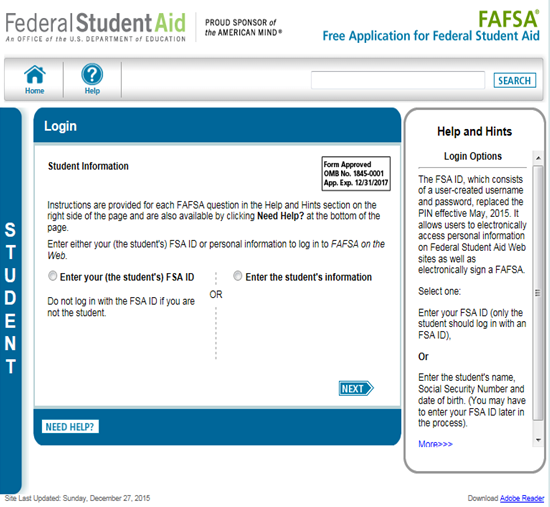 Federal Student Aid
An OFFICE of the U.S. DEPARTMENT of EDUCATION
PROUD SPONSOR of
the AMERICAN MIND®
FAFSA®
Free Application for Federal Student Aid
Home
Help
SEARCH
STUDENT
Login
Student Information
Form Approved
OMB No. 1845-0001
App. Exp. 12/31/2017
Instructions are provided for each FAFSA question in the Help and Hints section on the
right side of the page and are also available by clicking Need Help? at the bottom of the
page.
Enter either your (the student's) FSA ID or personal information to log in to FAFSA on the
Web.
Enter your (the student's) FSA ID
Do not log in with the FSA ID if you are
not the student.
OR
Enter the student's information
NEXT
NEED HELP?
Help and Hints
Login Options
The FSA ID, which consists
of a user-created username
and password, replaced the
PIN effective May, 2015. It
allows users to electronically
access personal information
on Federal Student Aid Web
sites as well as
electronically sign a FAFSA.
Select one:
Enter your FSA ID (only the
student should log in with an
FSA ID),
Or
Enter the student's name,
Social Security Number and
date of birth. (You may have
to enter your FSA ID later in
the process).
More>>>
Site Last Updated: Sunday, December 27, 2015
Download Adobe Reader